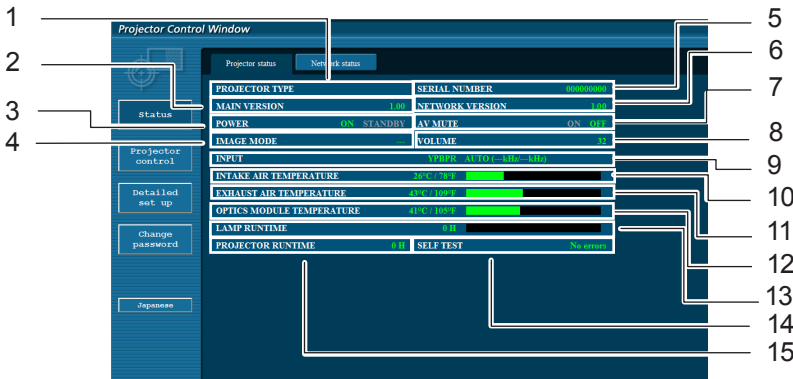 1
2
3
4
5
6
7
8
9
10
11
12
13
14
15
Projector Control Window
Projector status
Network status
Status
Projector
control
Detailed
set up
Change
password
Japanese
PROJECTOR TYPE
SERIAL NUMBER 000000000
MAIN VERSION 1.00
NETWORK VERSION 1.00
POWER ON STANDBY
AV MUTE ON OFF
IMAGE MODE ---
VOLUME 32
INPUT YPBPR AUTO (---kHz/---kHz)
INTAKE AIR TEMPERATURE 26°C / 78°F
EXHAUST AIR TEMPERATURE 43°C / 109°F
OPTICS MODULE TEMPERATURE 41°C / 105°F
LAMP RUNTIME 0 H
PROJECTOR RUNTIME 0 H
SELF TEST No errors